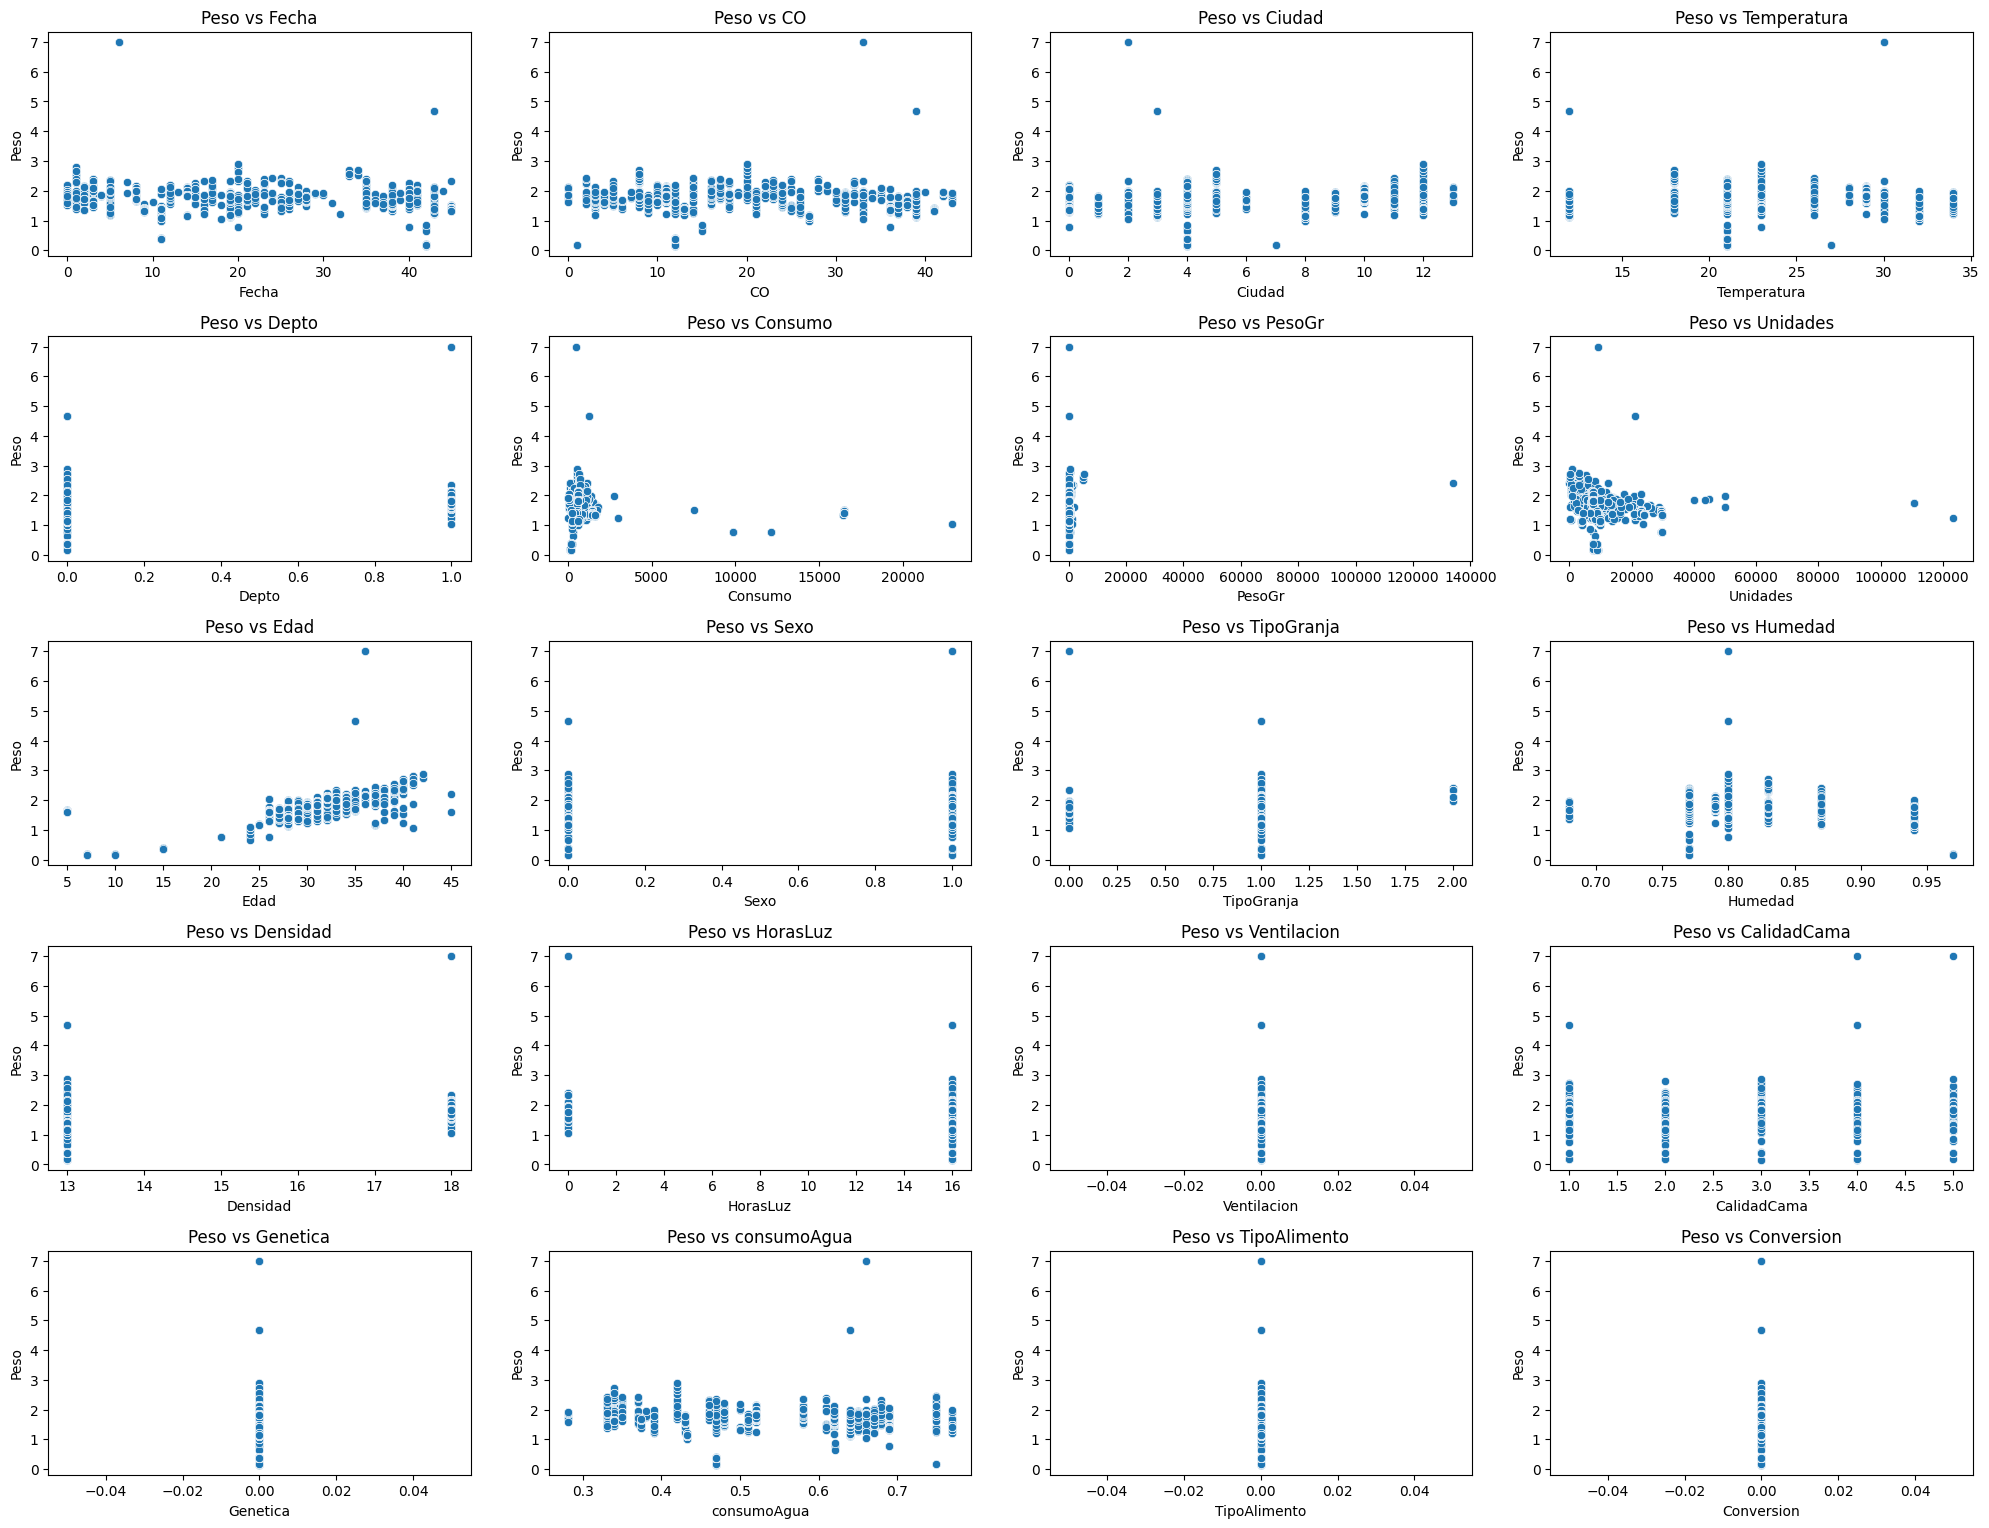 Peso vs Fecha
7
6
5
4
3
2
1
0
Peso
0 10 20 30 40
Fecha
Peso vs CO
7
6
5
4
3
2
1
0
Peso
0 10 20 30 40
CO
Peso vs Ciudad
7
6
5
4
3
2
1
0
Peso
0 2 4 6 8 10 12
Ciudad
Peso vs Temperatura
7
6
5
4
3
2
1
0
Peso
15 20 25 30 35
Temperatura
Peso vs Depto
7
6
5
4
3
2
1
0
Peso
0.0 0.2 0.4 0.6 0.8 1.0
Depto
Peso vs Consumo
7
6
5
4
3
2
1
0
Peso
0 5000 10000 15000 20000
Consumo
Peso vs PesoGr
7
6
5
4
3
2
1
0
Peso
0 20000 40000 60000 80000 100000 120000 140000
PesoGr
Peso vs Unidades
7
6
5
4
3
2
1
0
Peso
0 20000 40000 60000 80000 100000 120000
Unidades
Peso vs Edad
7
6
5
4
3
2
1
0
Peso
5 10 15 20 25 30 35 40 45
Edad
Peso vs Sexo
7
6
5
4
3
2
1
0
Peso
0.0 0.2 0.4 0.6 0.8 1.0
Sexo
Peso vs TipoGranja
7
6
5
4
3
2
1
0
Peso
0.00 0.25 0.50 0.75 1.00 1.25 1.50 1.75 2.00
TipoGranja
Peso vs Humedad
7
6
5
4
3
2
1
0
Peso
0.70 0.75 0.80 0.85 0.90 0.95
Humedad
Peso vs Densidad
7
6
5
4
3
2
1
0
Peso
13 14 15 16 17 18
Densidad
Peso vs HorasLuz
7
6
5
4
3
2
1
0
Peso
0 2 4 6 8 10 12 14 16
HorasLuz
Peso vs Ventilacion
7
6
5
4
3
2
1
0
Peso
−0.04 −0.02 0.00 0.02 0.04
Ventilacion
Peso vs CalidadCama
7
6
5
4
3
2
1
0
Peso
1.0 1.5 2.0 2.5 3.0 3.5 4.0 4.5 5.0
CalidadCama
Peso vs Genetica
7
6
5
4
3
2
1
0
Peso
−0.04 −0.02 0.00 0.02 0.04
Genetica
Peso vs consumoAgua
7
6
5
4
3
2
1
0
Peso
0.3 0.4 0.5 0.6 0.7
consumoAgua
Peso vs TipoAlimento
7
6
5
4
3
2
1
0
Peso
−0.04 −0.02 0.00 0.02 0.04
TipoAlimento
Peso vs Conversion
7
6
5
4
3
2
1
0
Peso
−0.04 −0.02 0.00 0.02 0.04
Conversion